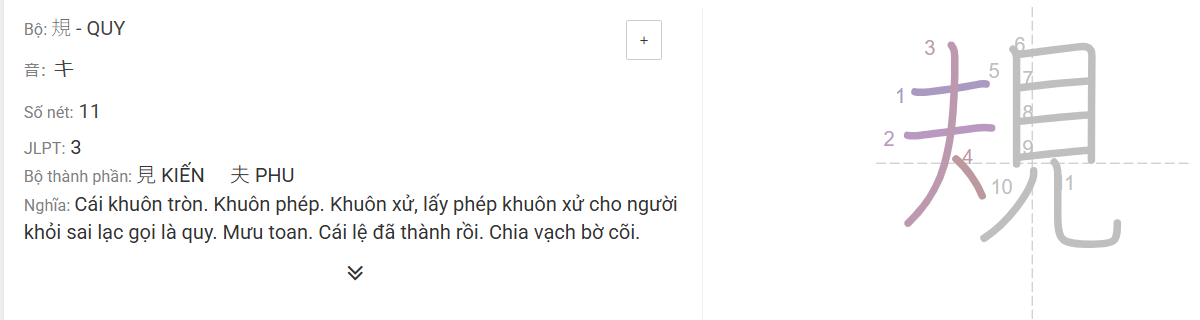 Bộ: 規 - QUY
+
音: キ
Số nét: 11
JLPT: 3
Bộ thành phần: 見 KIẾN 夫 PHU
Nghĩa: Cái khuôn tròn. Khuôn phép. Khuôn xử, lấy phép khuôn xử cho người
khỏi sai lạc gọi là quy. Mưu toan. Cái lệ đã thành rồi. Chia vạch bờ cõi.
規
1
2
3
4
5
6
7
8
9
10
11